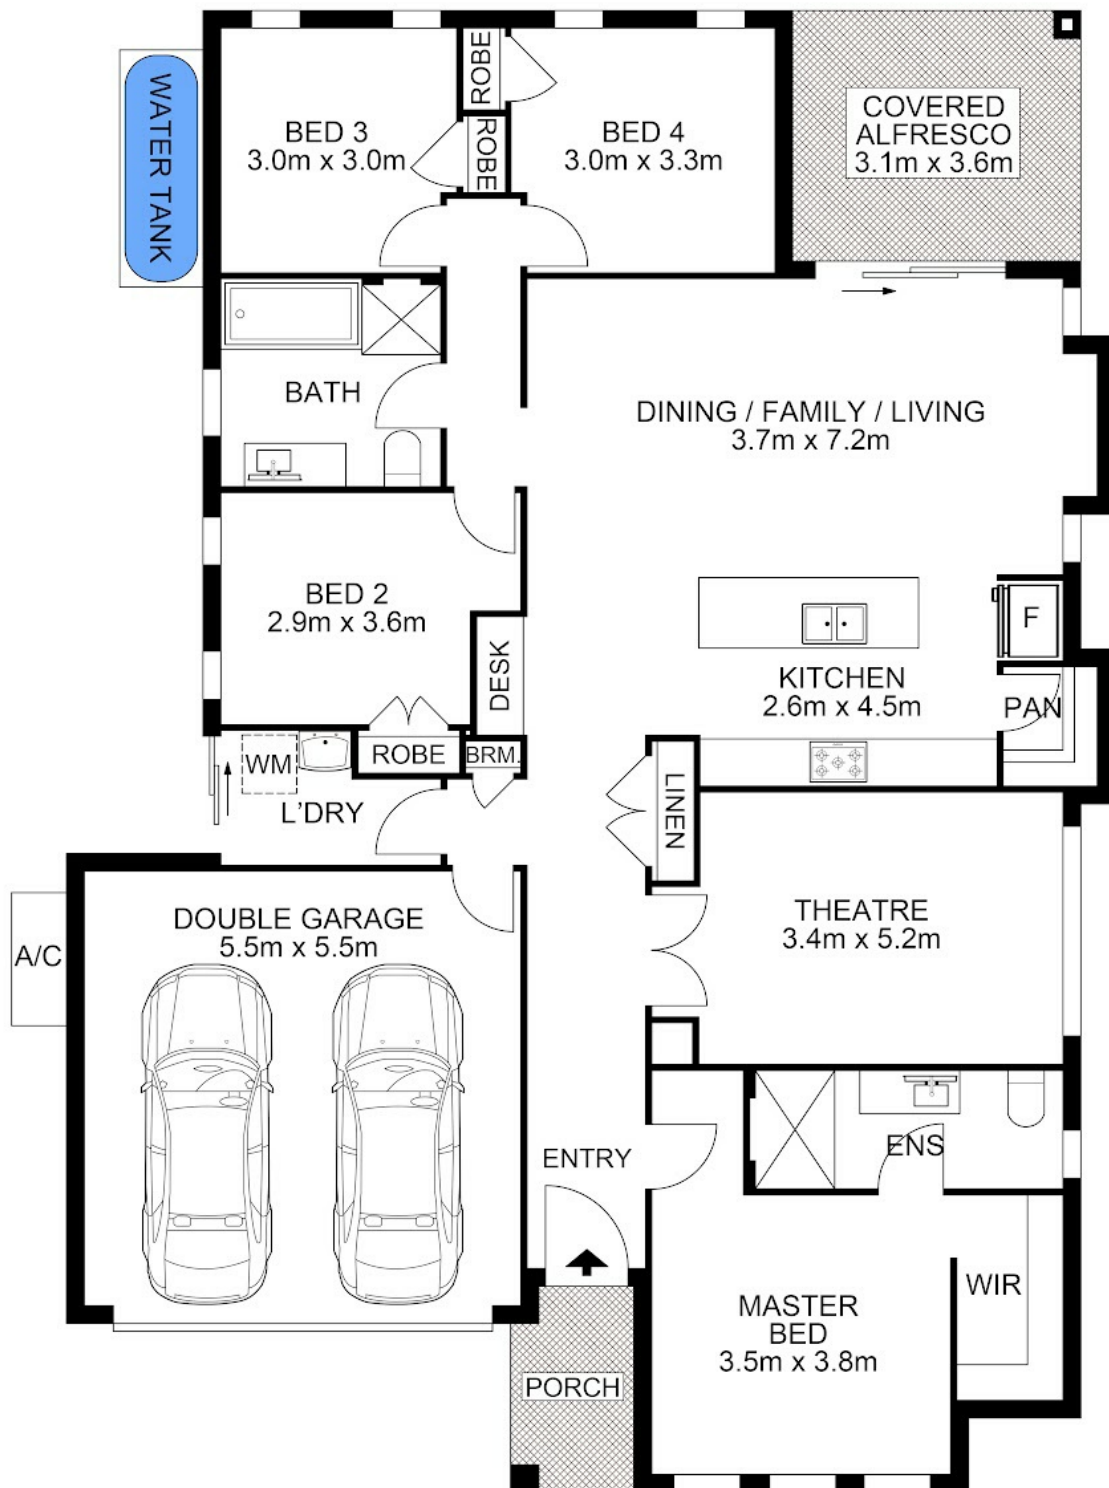 WATER TANK
BED 3
3.0m x 3.0m
ROBE
ROBE
BED 4
3.0m x 3.3m
COVERED
ALFRESCO
3.1m x 3.6m
BATH
DINING / FAMILY / LIVING
3.7m x 7.2m
BED 2
2.9m x 3.6m
DESK
F
KITCHEN
2.6m x 4.5m
PAN
WM
ROBE
BRM.
L'DRY
LINEN
A/C
DOUBLE GARAGE
5.5m x 5.5m
THEATRE
3.4m x 5.2m
ENTRY
ENS
WIR
MASTER
BED
3.5m x 3.8m
PORCH